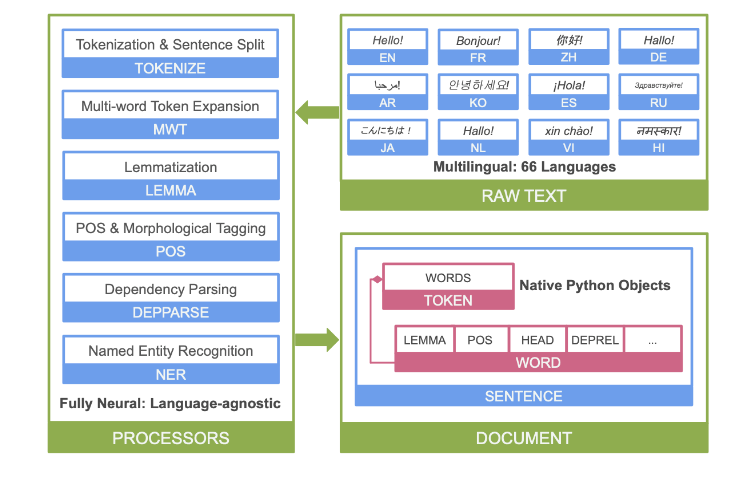 Tokenization & Sentence Split
TOKENIZE
Multi-word Token Expansion
MWT
Lemmatization
LEMMA
POS & Morphological Tagging
POS
Dependency Parsing
DEPPARSE
Named Entity Recognition
NER
Fully Neural: Language-agnostic
PROCESSORS
Hello!
EN
Bonjour!
FR
你好!
ZH
Hallo!
DE
مرحبا!
AR
안녕하세요!
KO
¡Hola!
ES
Здравствуйте!
RU
こんにちは！
JA
Hallo!
NL
xin chào!
VI
नमस्कार!
HI
Multilingual: 66 Languages
RAW TEXT
WORDS
TOKEN
Native Python Objects
LEMMA POS HEAD DEPREL ...
WORD
SENTENCE
DOCUMENT